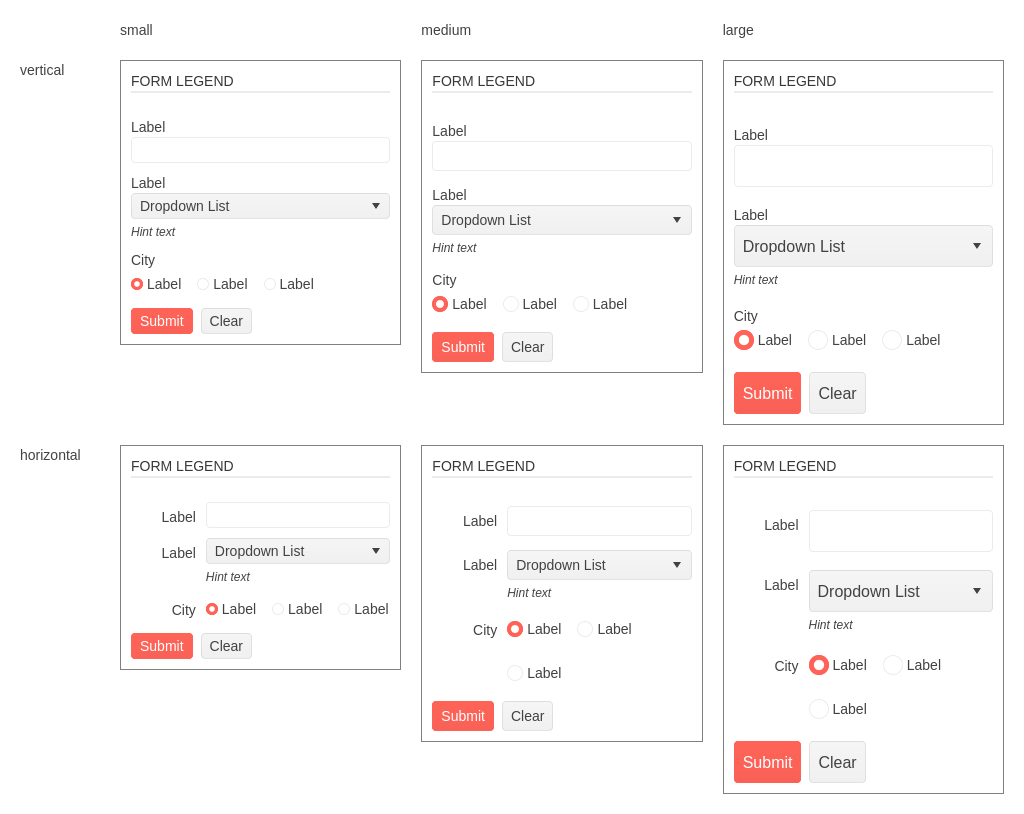 small medium large
vertical
FORM LEGEND
Label
Label
Dropdown List
Hint text
City
Label Label Label
Submit Clear
FORM LEGEND
Label
Label
Dropdown List
Hint text
City
Label Label Label
Submit Clear
FORM LEGEND
Label
Label
Dropdown List
Hint text
City
Label Label Label
Submit Clear
horizontal
FORM LEGEND
Label
Label Dropdown List
Hint text
City Label Label Label
Submit Clear
FORM LEGEND
Label
Label Dropdown List
Hint text
City Label Label
Label
Submit Clear
FORM LEGEND
Label
Label Dropdown List
Hint text
City Label Label
Label
Submit Clear